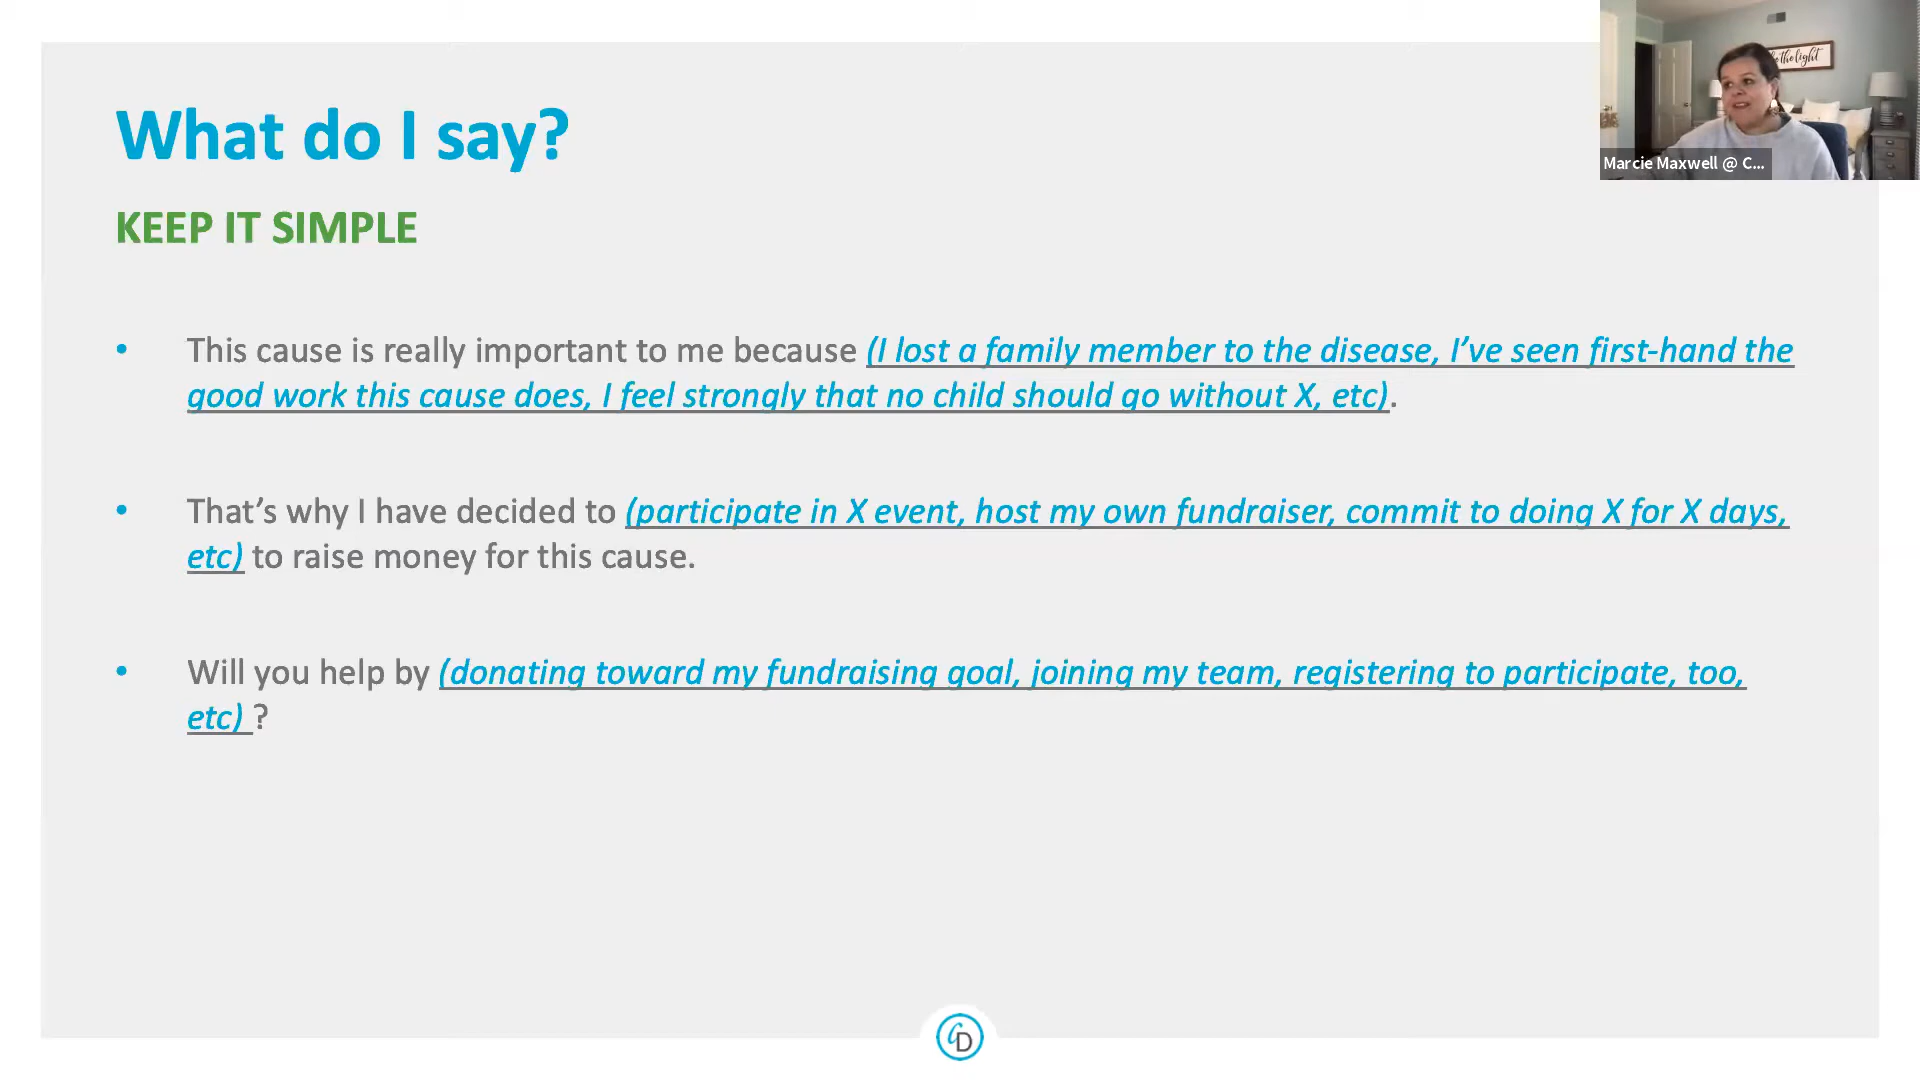 What do I say?
KEEP IT SIMPLE
• This cause is really important to me because (I lost a family member to the disease, I’ve seen first-hand the
good work this cause does, I feel strongly that no child should go without X, etc).
• That’s why I have decided to (participate in X event, host my own fundraiser, commit to doing X for X days,
etc) to raise money for this cause.
• Will you help by (donating toward my fundraising goal, joining my team, registering to participate, too,
etc) ?
the light
Marcie Maxwell @ C...
CD